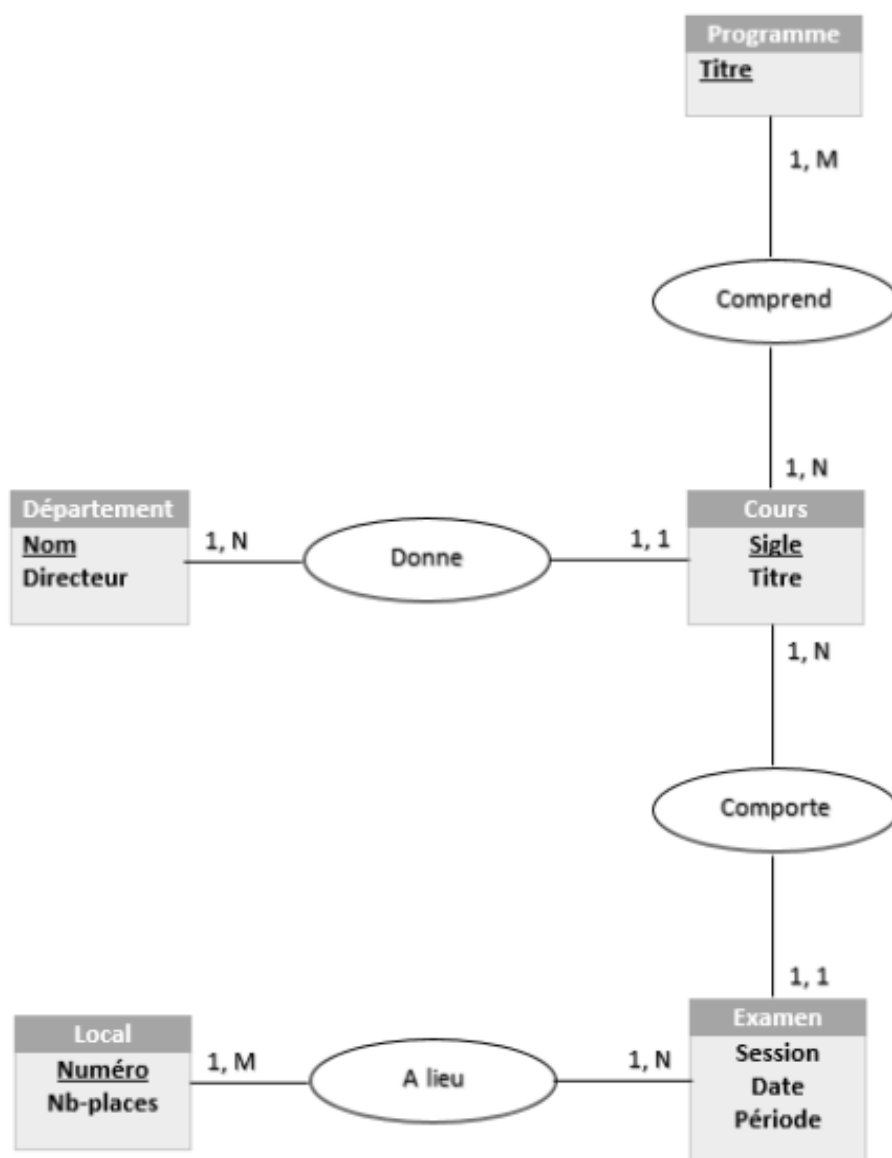 Programme
Titre
1, M
Comprend
1, N
Département
Nom
Directeur
1, N
Donne
1, 1
Cours
Sigle
Titre
1, N
Comporte
1, 1
Local
Numéro
Nb-places
1, M
A lieu
1, N
Examen
Session
Date
Période